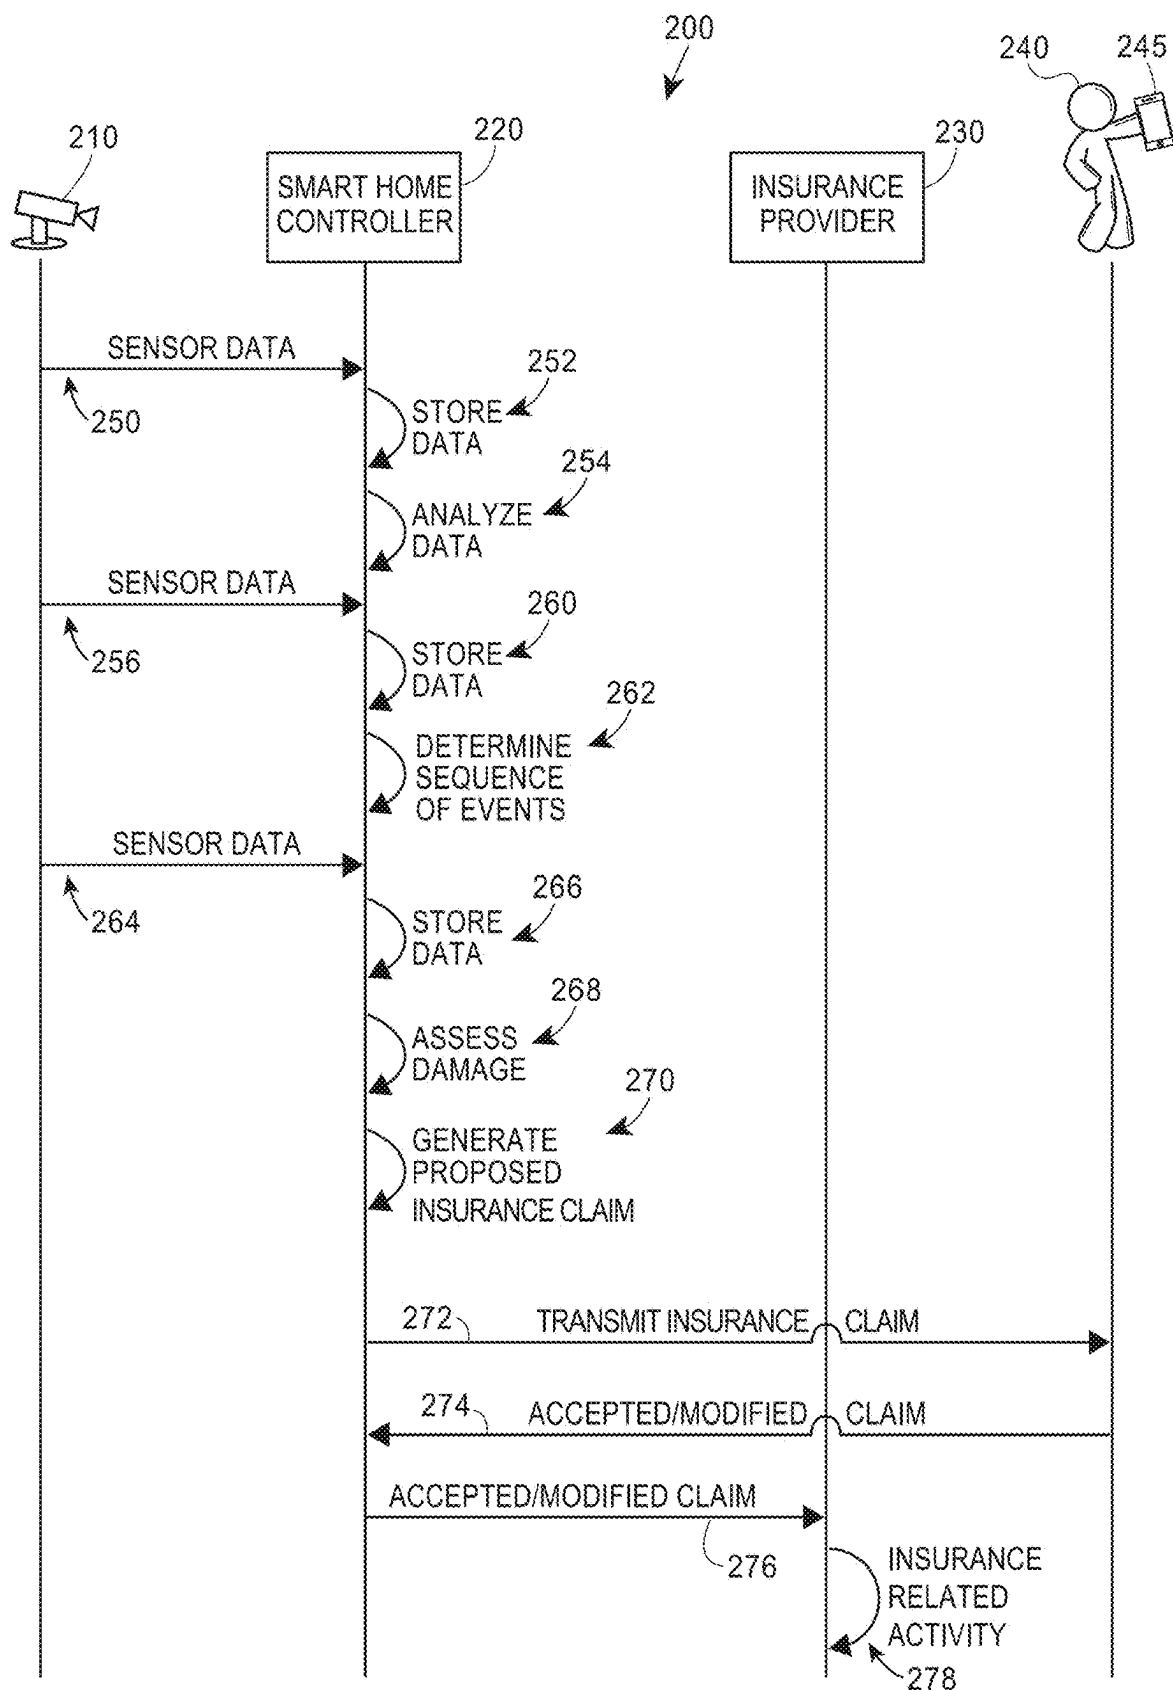 200
240
245
210
220
230
SMART HOME
CONTROLLER
INSURANCE
PROVIDER
SENSOR DATA
250
252
STORE
DATA
254
ANALYZE
DATA
SENSOR DATA
256
260
STORE
DATA
262
DETERMINE
SEQUENCE
OF EVENTS
SENSOR DATA
264
266
STORE
DATA
268
ASSESS
DAMAGE
270
GENERATE
PROPOSED
INSURANCE CLAIM
272
TRANSMIT INSURANCE CLAIM
274
ACCEPTED/MODIFIED CLAIM
ACCEPTED/MODIFIED CLAIM
276
INSURANCE
RELATED
ACTIVITY
278